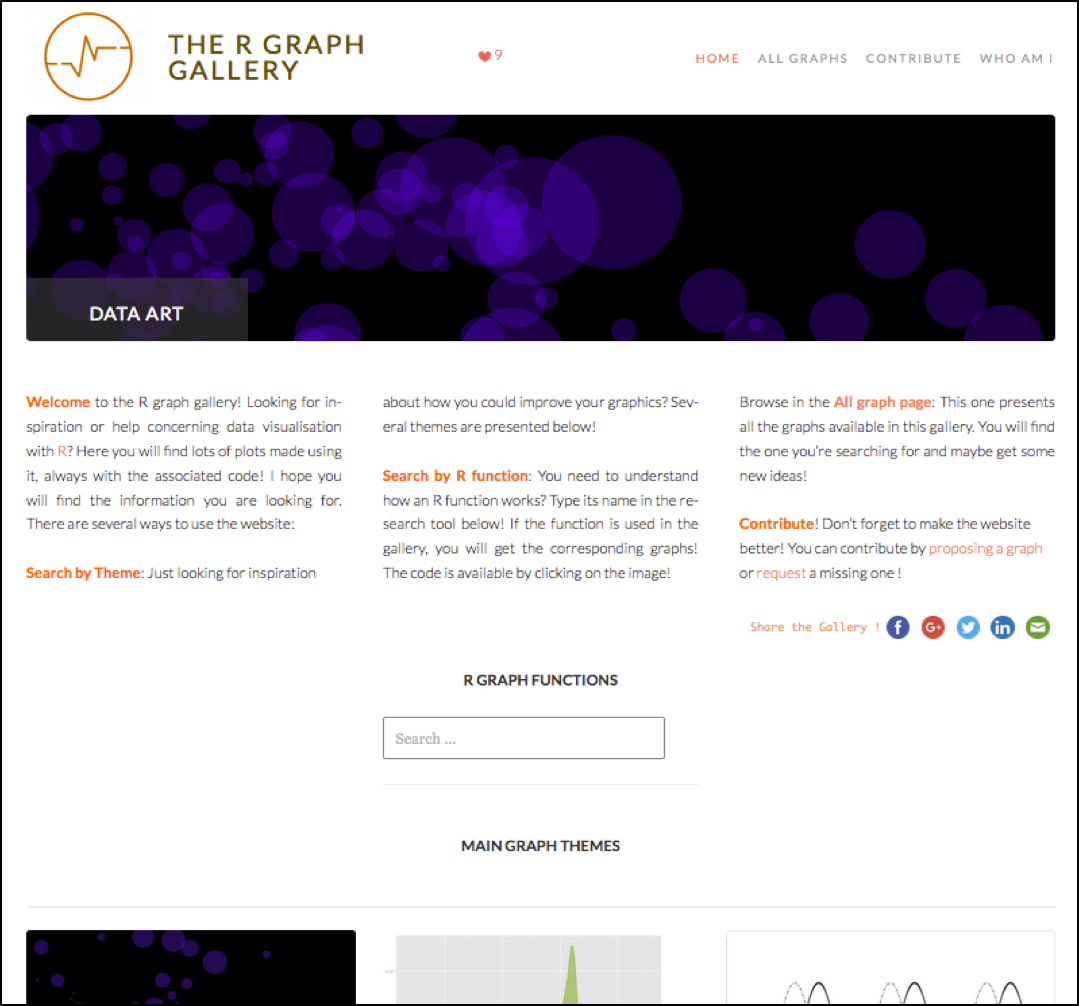 THE R GRAPH
GALLERY
9
HOME ALL GRAPHS CONTRIBUTE WHO AM I
DATA ART
Welcome to the R graph gallery! Looking for in-
spiration or help concerning data visualisation
with R? Here you will find lots of plots made using
it, always with the associated code! I hope you
will find the information you are looking for.
There are several ways to use the website:
Search by Theme: Just looking for inspiration
about how you could improve your graphics? Sev-
eral themes are presented below!
Search by R function: You need to understand
how an R function works? Type its name in the re-
search tool below! If the function is used in the
gallery, you will get the corresponding graphs!
The code is available by clicking on the image!
Browse in the All graph page: This one presents
all the graphs available in this gallery. You will find
the one you're searching for and maybe get some
new ideas!
Contribute! Don't forget to make the website
better! You can contribute by proposing a graph
or request a missing one !
Share the Gallery !
R GRAPH FUNCTIONS
Search ...
MAIN GRAPH THEMES